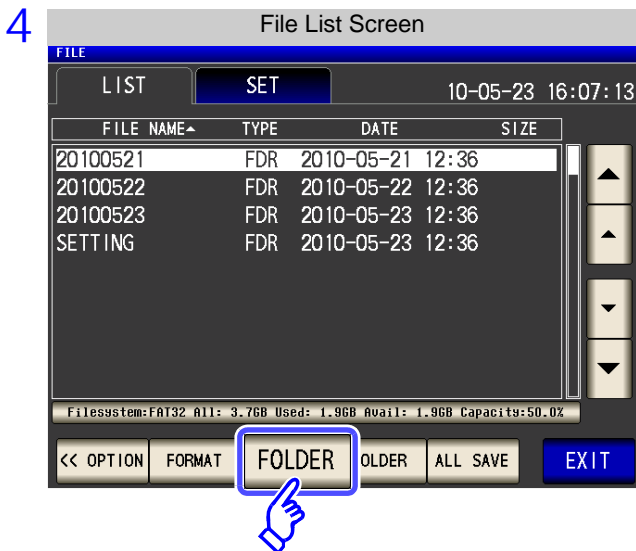 4
File List Screen
FILE
LIST SET 10-05-23 16:07:13
FILE NAME▲ TYPE DATE SIZE
20100521 FDR 2010-05-21 12:36
20100522 FDR 2010-05-22 12:36
20100523 FDR 2010-05-23 12:36
SETTING FDR 2010-05-23 12:36
Filesystem:FAT32 All: 3.7GB Used: 1.9GB Avail: 1.9GB Capacity:50.0%
<< OPTION FORMAT FOLDER OLDER ALL SAVE EXIT